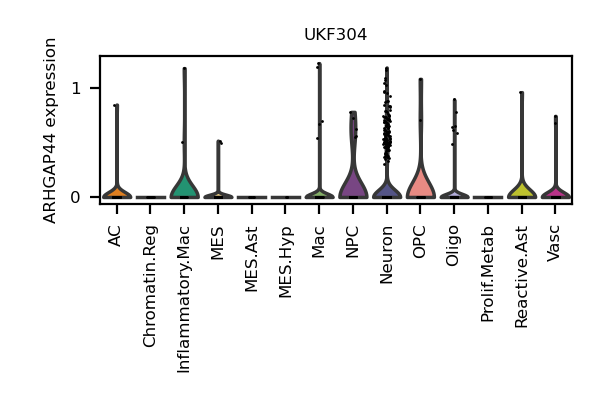 UKF304
ARHGAP44 expression
1
0
AC
Chromatin.Reg
Inflammatory.Mac
MES
MES.Ast
MES.Hyp
Mac
NPC
Neuron
OPC
Oligo
Prolif.Metab
Reactive.Ast
Vasc